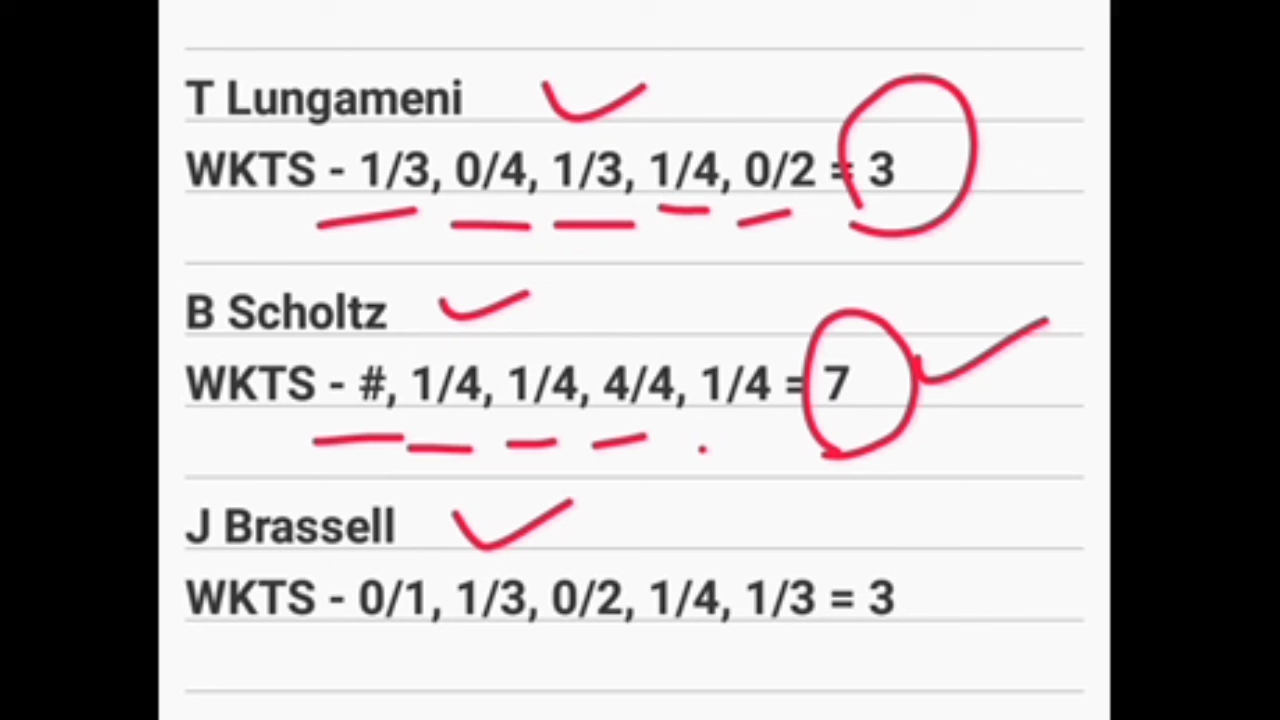 T Lungameni
WKTS - 1/3, 0/4, 1/3, 1/4, 0/2 = 3
B Scholtz
WKTS - #, 1/4, 1/4, 4/4, 1/4 = 7
J Brassell
WKTS - 0/1, 1/3, 0/2, 1/4, 1/3 = 3